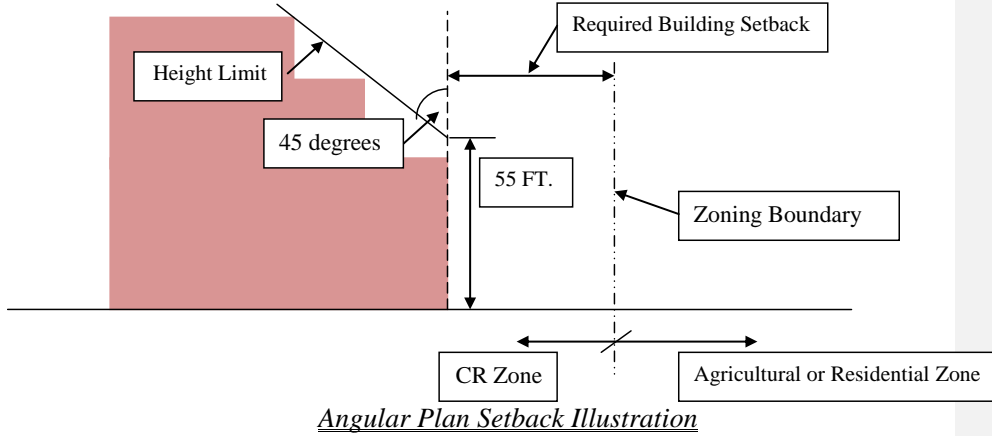 Required Building Setback
Height Limit
45 degrees
55 FT.
Zoning Boundary
CR Zone
Agricultural or Residential Zone
Angular Plan Setback Illustration